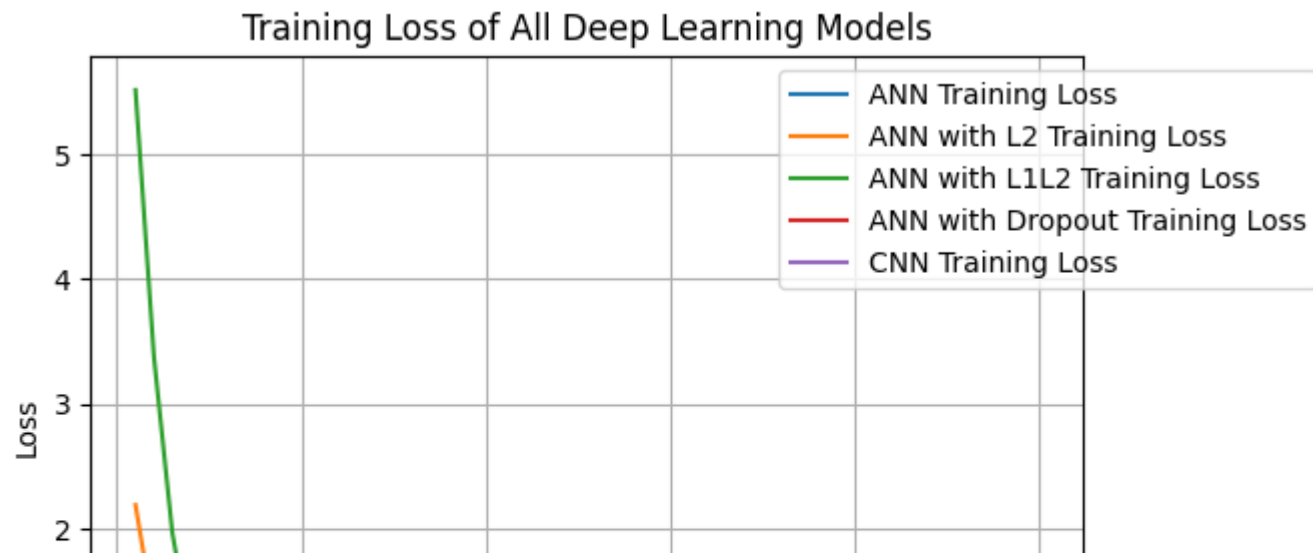 Training Loss of All Deep Learning Models
ANN Training Loss
ANN with L2 Training Loss
ANN with L1L2 Training Loss
ANN with Dropout Training Loss
CNN Training Loss
5
4
3
2
Loss